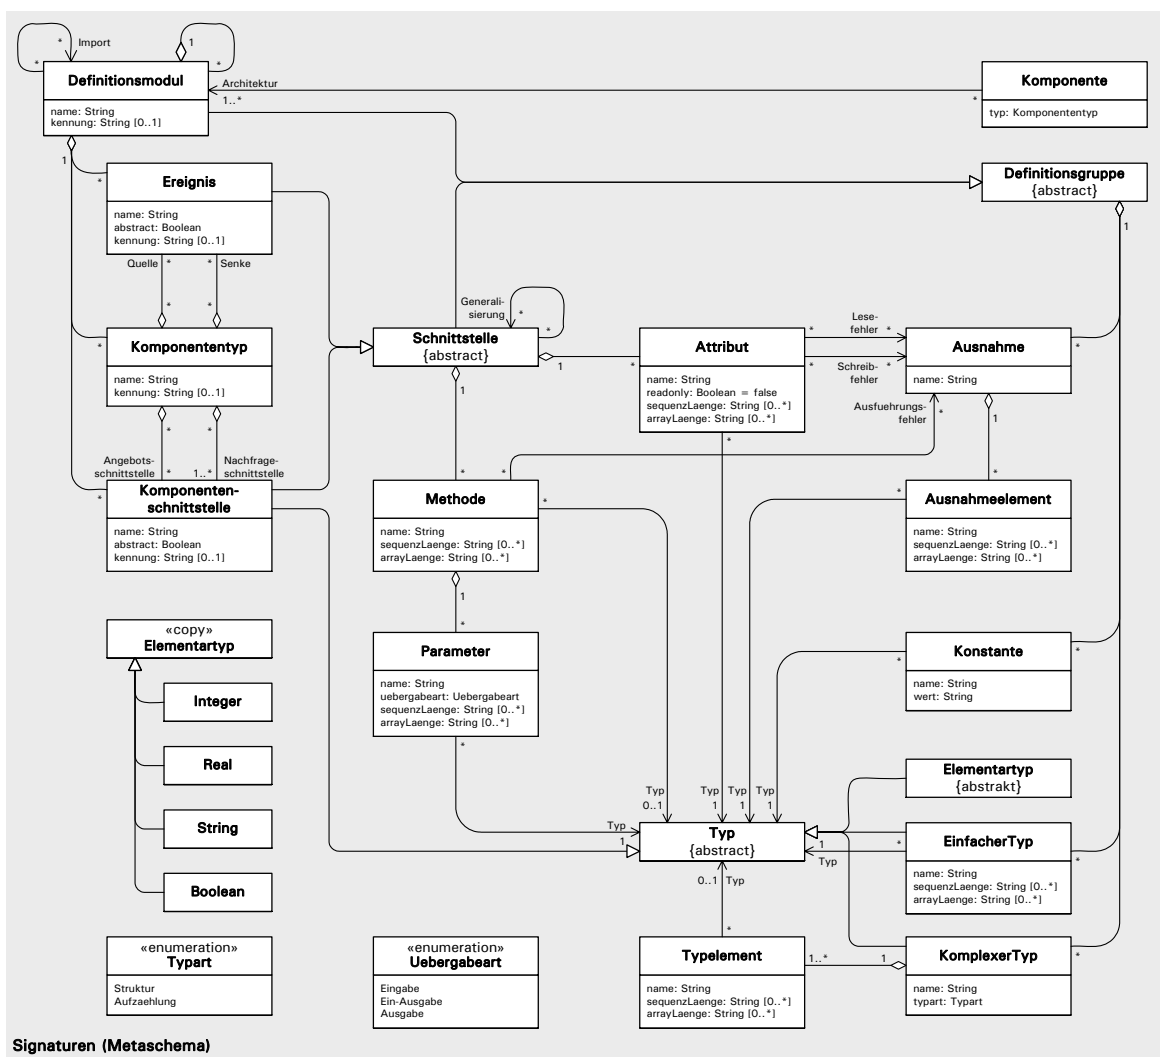 * Import
1
*
*
Definitionsmodul
name: String
kennung: String [0..1]
1
Architektur
1..*
*
Komponente
typ: Komponententyp
*
Ereignis
name: String
abstract: Boolean
kennung: String [0..1]
Definitionsgruppe
{abstract}
1
Quelle * * Senke
* *
*
Komponententyp
name: String
kennung: String [0..1]
* *
Angebots-
schnittstelle *
Nachfrage-
1..* schnittstelle
*
Komponenten-
schnittstelle
name: String
abstract: Boolean
kennung: String [0..1]
Generali-
sierung
*
*
Schnittstelle
{abstract}
1
1
*
Attribut
name: String
readonly: Boolean = false
sequenzLaenge: String [0..*]
arrayLaenge: String [0..*]
*
*
*
Lese-
fehler *
Schreib-
fehler *
Ausfuehrungs-
fehler *
Ausnahme
name: String
*
1
*
* *
Methode
name: String
sequenzLaenge: String [0..*]
arrayLaenge: String [0..*]
*
1
*
*
Ausnahmeelement
name: String
sequenzLaenge: String [0..*]
arrayLaenge: String [0..*]
«copy»
Elementartyp
Integer
Real
String
Boolean
Parameter
name: String
uebergabeart: Uebergabeart
sequenzLaenge: String [0..*]
arrayLaenge: String [0..*]
*
*
Konstante
name: String
wert: String
*
Elementartyp
{abstrakt}
Typ Typ Typ Typ
0..1 1 1 1
Typ
1
Typ
{abstract}
1
Typ
*
EinfacherTyp
name: String
sequenzLaenge: String [0..*]
arrayLaenge: String [0..*]
*
0..1 Typ
*
«enumeration»
Typart
Struktur
Aufzaehlung
«enumeration»
Uebergabeart
Eingabe
Ein-Ausgabe
Ausgabe
Typelement
name: String
sequenzLaenge: String [0..*]
arrayLaenge: String [0..*]
1..* 1
KomplexerTyp
name: String
typart: Typart
*
Signaturen (Metaschema)